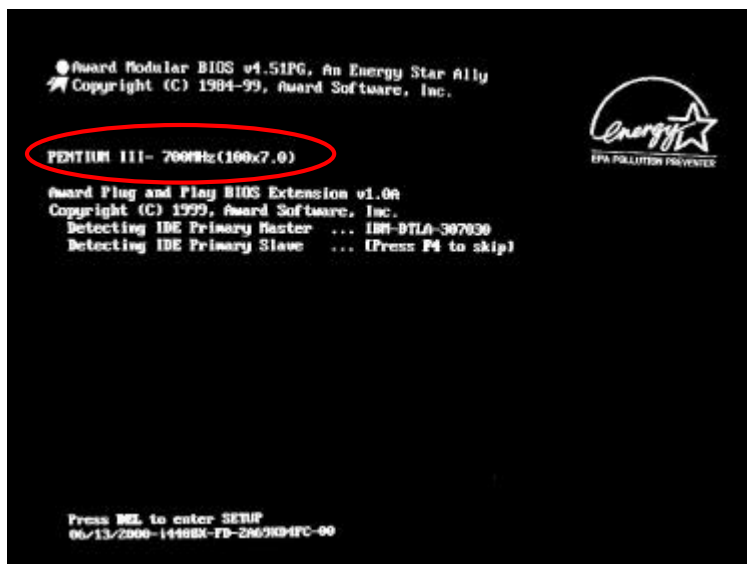 Award Modular BIOS v4.51PG, An Energy Star Ally
Copyright (C) 1984-99, Award Software, Inc.
energy
EPA POLLUTION PREVENTER
PENTIUM III- 700MHz(100x7.0)
Award Plug and Play BIOS Extension v1.0A
Copyright (C) 1999, Award Software, Inc.
Detecting IDE Primary Master ... IBM-DTLA-307030
Detecting IDE Primary Slave ... [Press F4 to skip]
Press DEL to enter SETUP